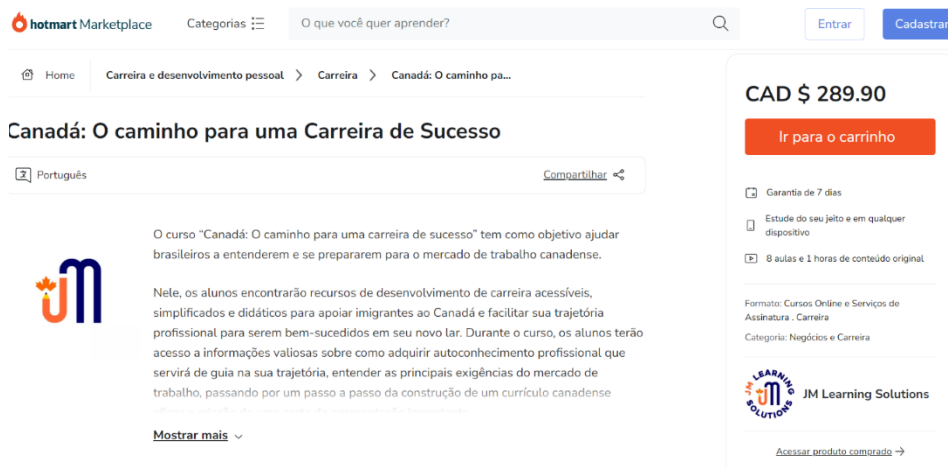 hotmart Marketplace
Categorias
O que você quer aprender?
Entrar
Cadastrar
Home
Carreira e desenvolvimento pessoal > Carreira > Canadá: O caminho pa...
Canadá: O caminho para uma Carreira de Sucesso
Português
Compartilhar
O curso “Canadá: O caminho para uma carreira de sucesso” tem como objetivo ajudar
brasileiros a entenderem e se prepararem para o mercado de trabalho canadense.
Nele, os alunos encontrarão recursos de desenvolvimento de carreira acessíveis,
simplificados e didáticos para apoiar imigrantes ao Canadá e facilitar sua trajetória
profissional para serem bem-sucedidos em seu novo lar. Durante o curso, os alunos terão
acesso a informações valiosas sobre como adquirir autoconhecimento profissional que
servirá de guia na sua trajetória, entender as principais exigências do mercado de
trabalho, passando por um passo a passo da construção de um currículo canadense
Mostrar mais
JM
CAD $ 289.90
Ir para o carrinho
Garantia de 7 dias
Estude do seu jeito e em qualquer
dispositivo
8 aulas e 1 horas de conteúdo original
Formato: Cursos Online e Serviços de
Assinatura . Carreira
Categoria: Negócios e Carreira
JM LEARNING
JM
SOLUTIONS
JM Learning Solutions
Acessar produto comprado →